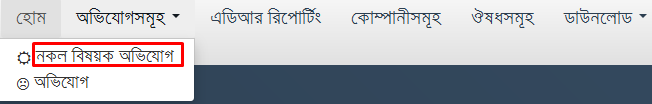 হোম অভিযোগসমূহ এডিআর রিপোর্টিং কোম্পানীসমূহ ঔষধসমূহ ডাউনলোড
নকল বিষয়ক অভিযোগ
অভিযোগ